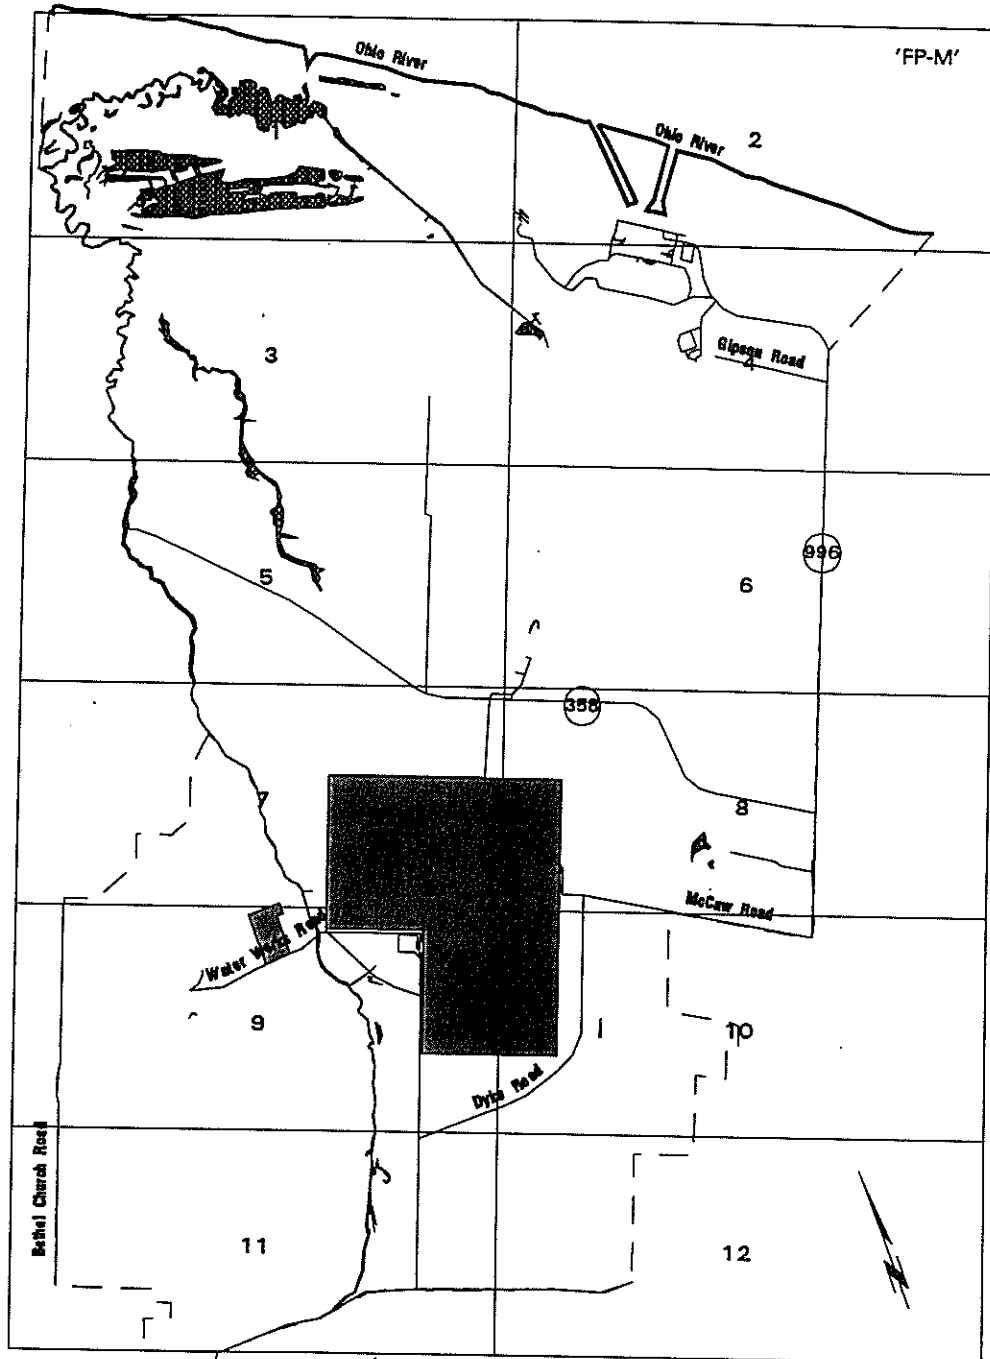 'FP-M'
Ohio River
Ohio River
2
1
3
Gipson Road
4
996
5
6
358
7
8
McCaw Road
Water Works Road
9
10
Dyke Road
Bethel Church Road
11
12